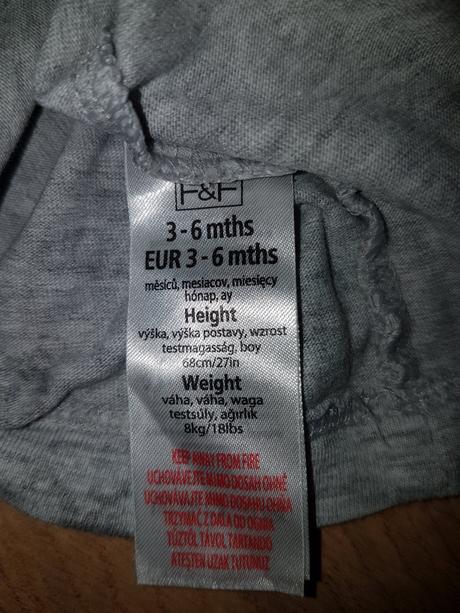 F&F
3 - 6 mths
EUR 3 - 6 mths
měsíců, mesiacov, miesięcy
hónap, ay
Height
výška, výška postavy, wzrost
testmagasság, boy
68cm/27in
Weight
váha, váha, waga
testsúly, ağırlık
8kg/18lbs
KEEP AWAY FROM FIRE
UCHOVÁVEJTE MIMO DOSAH OHNĚ
UCHOVÁVAJTE MIMO DOSAHU OHŇA
TRZYMAĆ Z DALA OD OGNIA
TŰZTŐL TÁVOL TARTANDÓ
ATEŞTEN UZAK TUTUNUZ